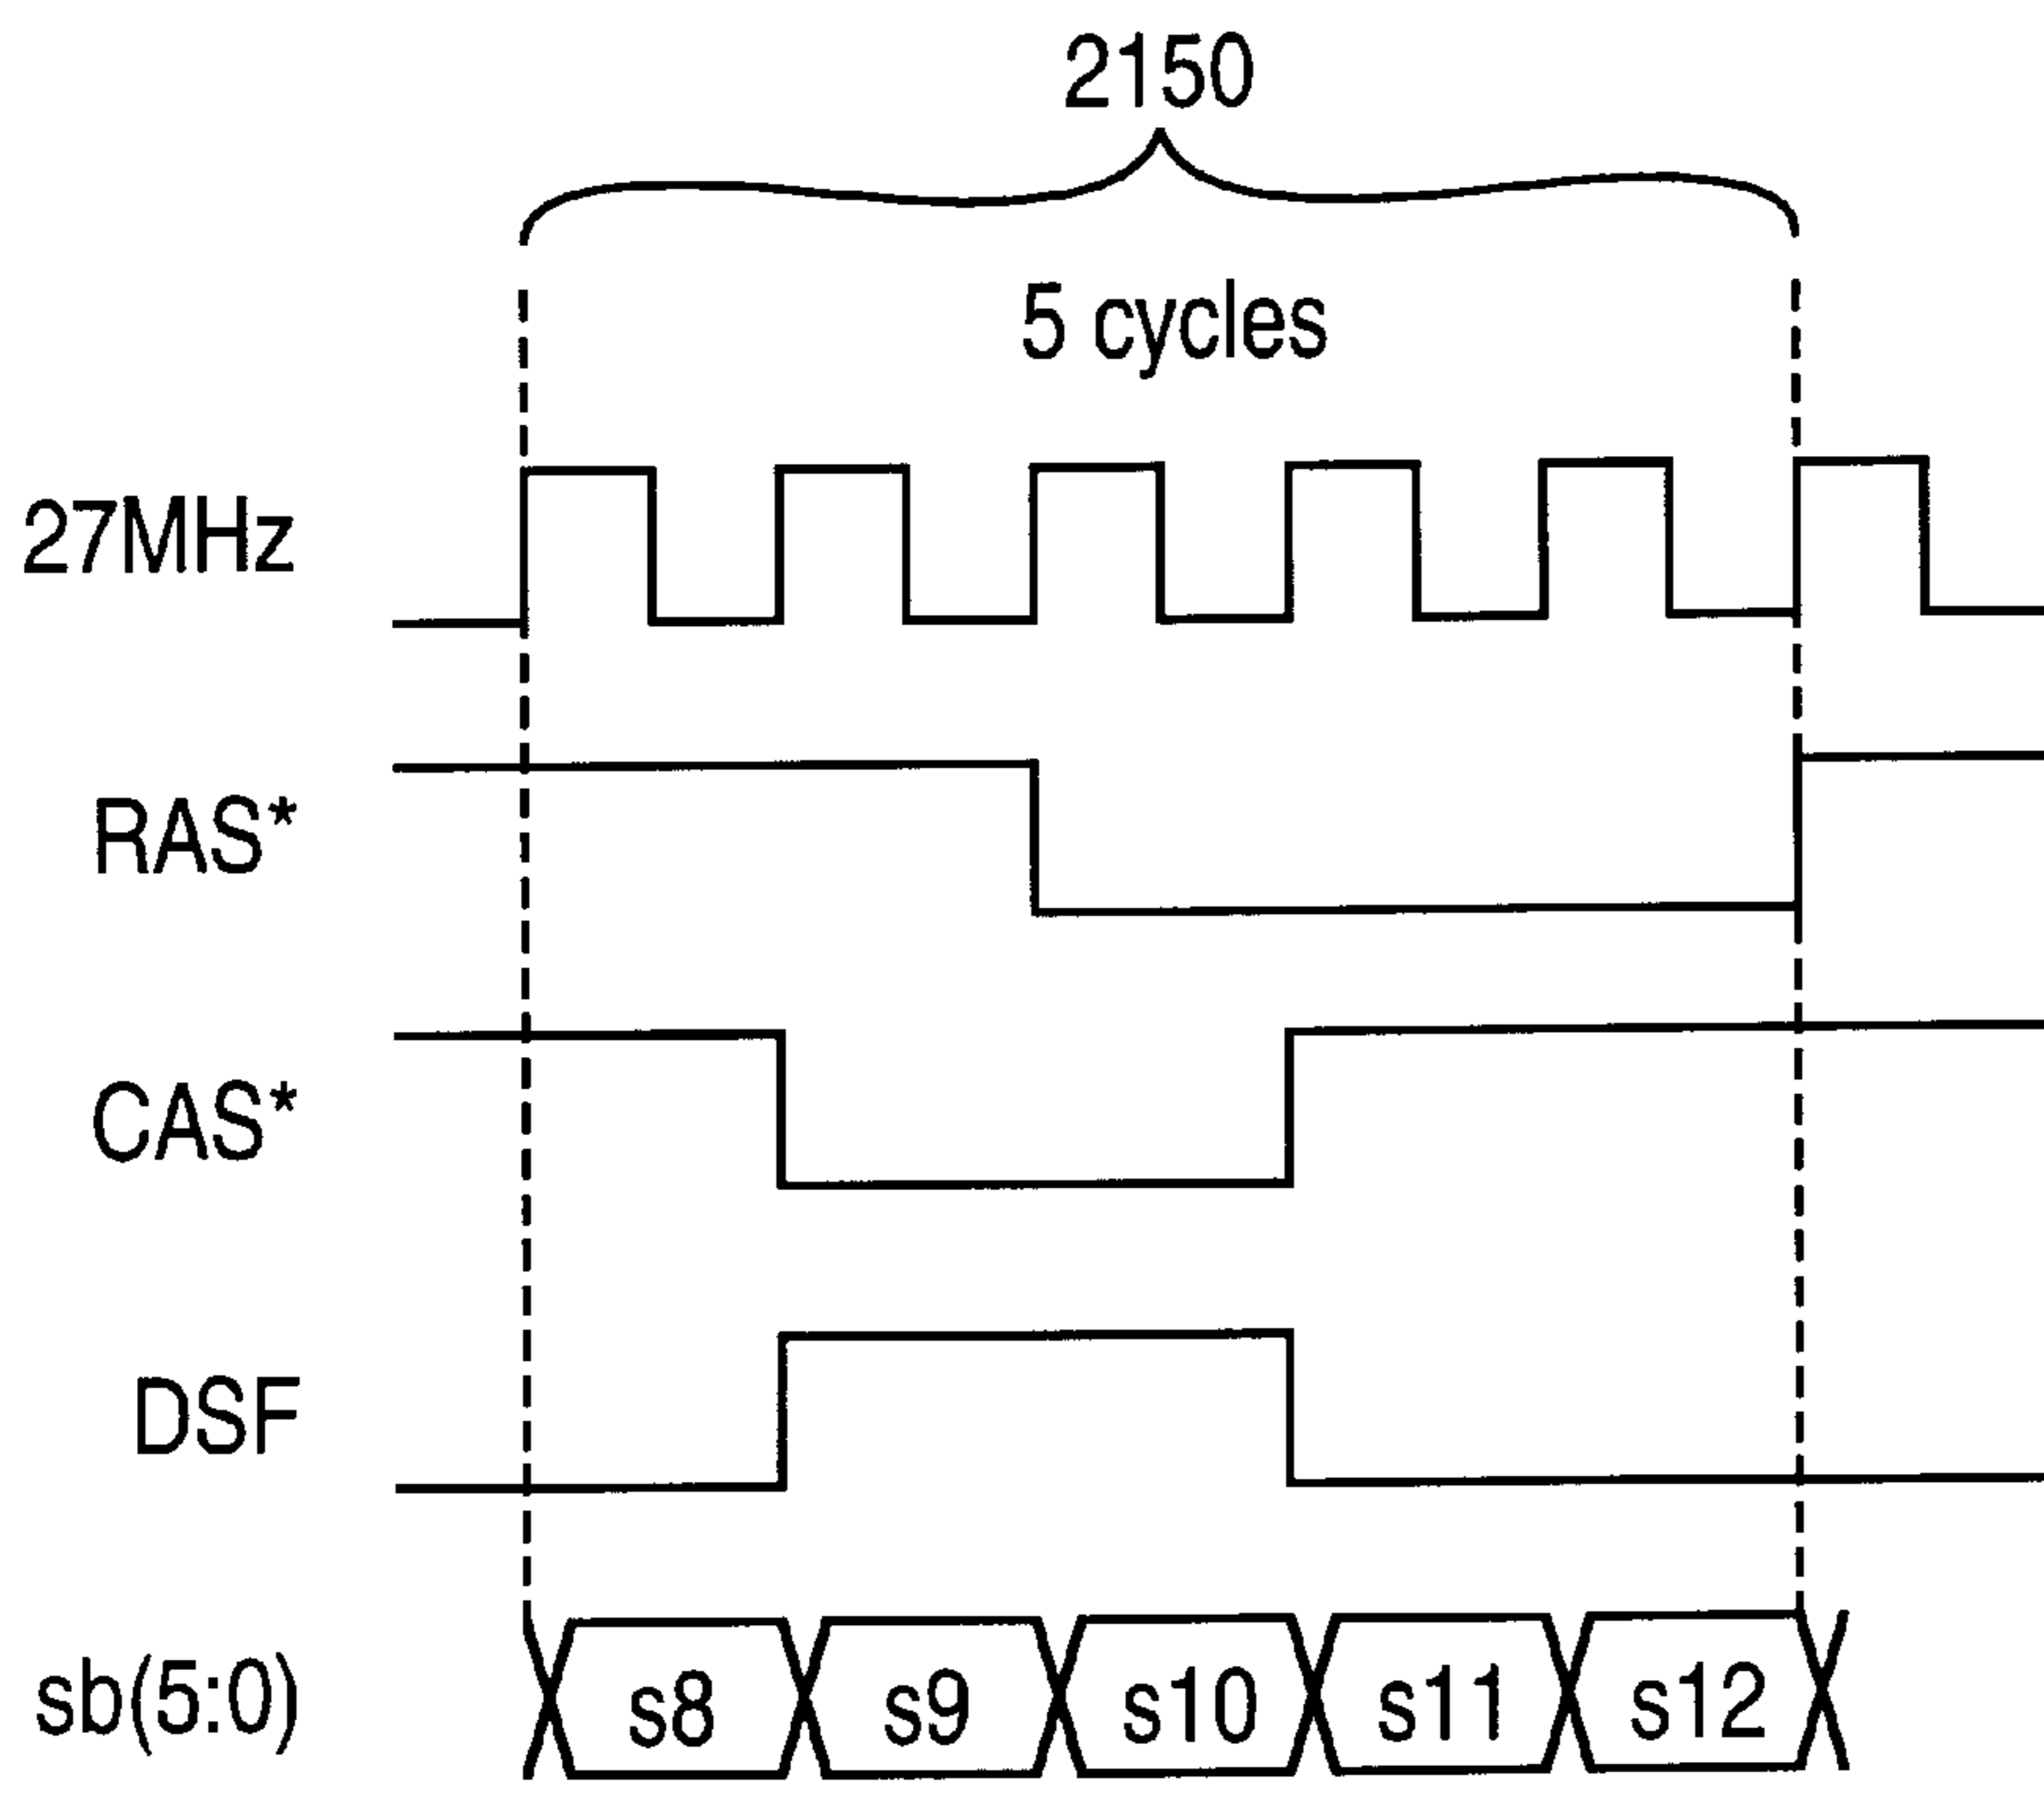 2150
5 cycles
27MHz
RAS*
CAS*
DSF
sb(5:0)
s8 s9 s10 s11 s12